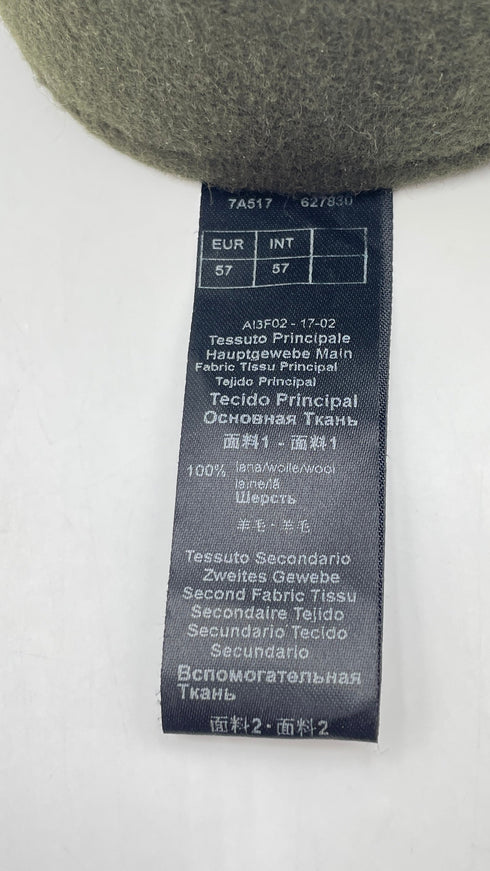 7A517 627830
EUR INT
57 57
AI3F02 - 17-02
Tessuto Principale
Hauptgewebe Main
Fabric Tissu Principal
Tejido Principal
Tecido Principal
Основная Ткань
面料1 - 面料1
100% lana/wolle/wool
laine/lã
Шерсть
羊毛 · 羊毛
Tessuto Secondario
Zweites Gewebe
Second Fabric Tissu
Secondaire Tejido
Secundario Tecido
Secundario
Вспомогательная
Ткань
面料2 · 面料2